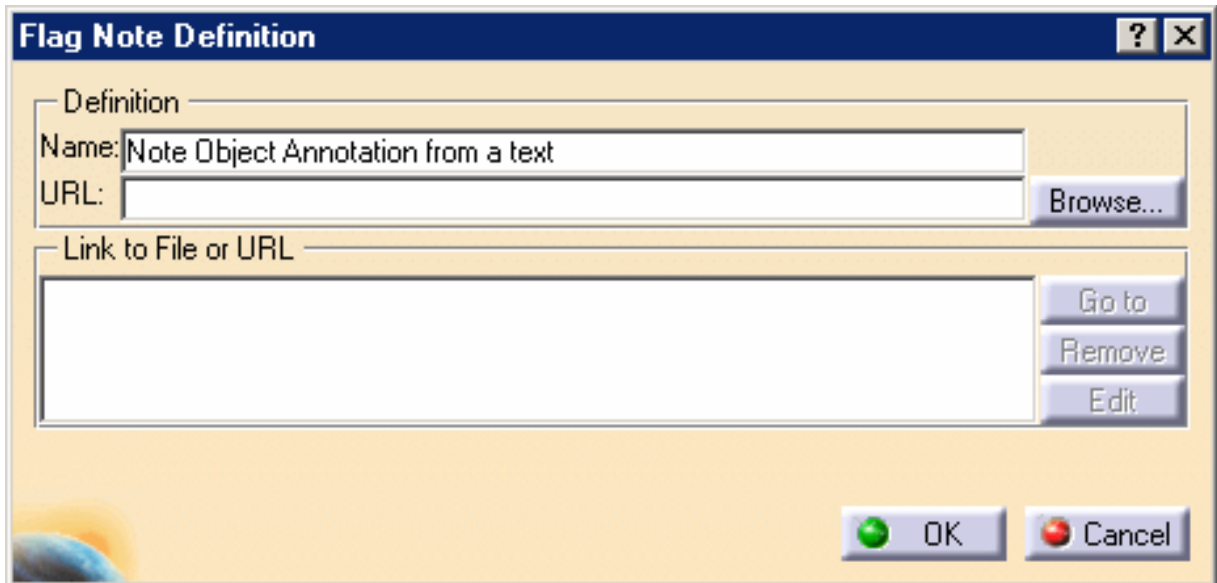 Flag Note Definition ?
Definition
Name: Note Object Annotation from a text
URL: Browse...
Link to File or URL
Go to
Remove
Edit
OK Cancel